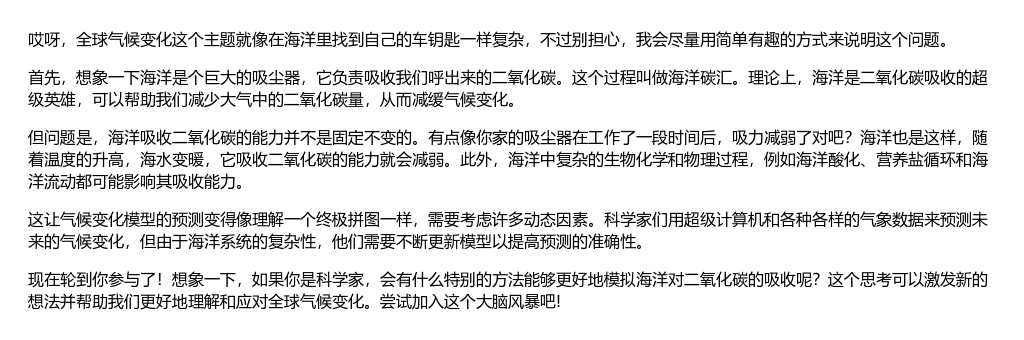 哎呀，全球气候变化这个主题就像在海洋里找到自己的车钥匙一样复杂，不过别担心，我会尽量用简单有趣的方式来说明这个问题。
首先，想象一下海洋是个巨大的吸尘器，它负责吸收我们呼出来的二氧化碳。这个过程叫做海洋碳汇。理论上，海洋是二氧化碳吸收的超
级英雄，可以帮助我们减少大气中的二氧化碳量，从而减缓气候变化。
但问题是，海洋吸收二氧化碳的能力并不是固定不变的。有点像你家的吸尘器在工作了一段时间后，吸力减弱了对吧？海洋也是这样，随
着温度的升高，海水变暖，它吸收二氧化碳的能力就会减弱。此外，海洋中复杂的生物化学和物理过程，例如海洋酸化、营养盐循环和海
洋流动都可能影响其吸收能力。
这让气候变化模型的预测变得像理解一个终极拼图一样，需要考虑许多动态因素。科学家们用超级计算机和各种各样的气象数据来预测未
来的气候变化，但由于海洋系统的复杂性，他们需要不断更新模型以提高预测的准确性。
现在轮到你参与了！想象一下，如果你是科学家，会有什么特别的方法能够更好地模拟海洋对二氧化碳的吸收呢？这个思考可以激发新的
想法并帮助我们更好地理解和应对全球气候变化。尝试加入这个大脑风暴吧!